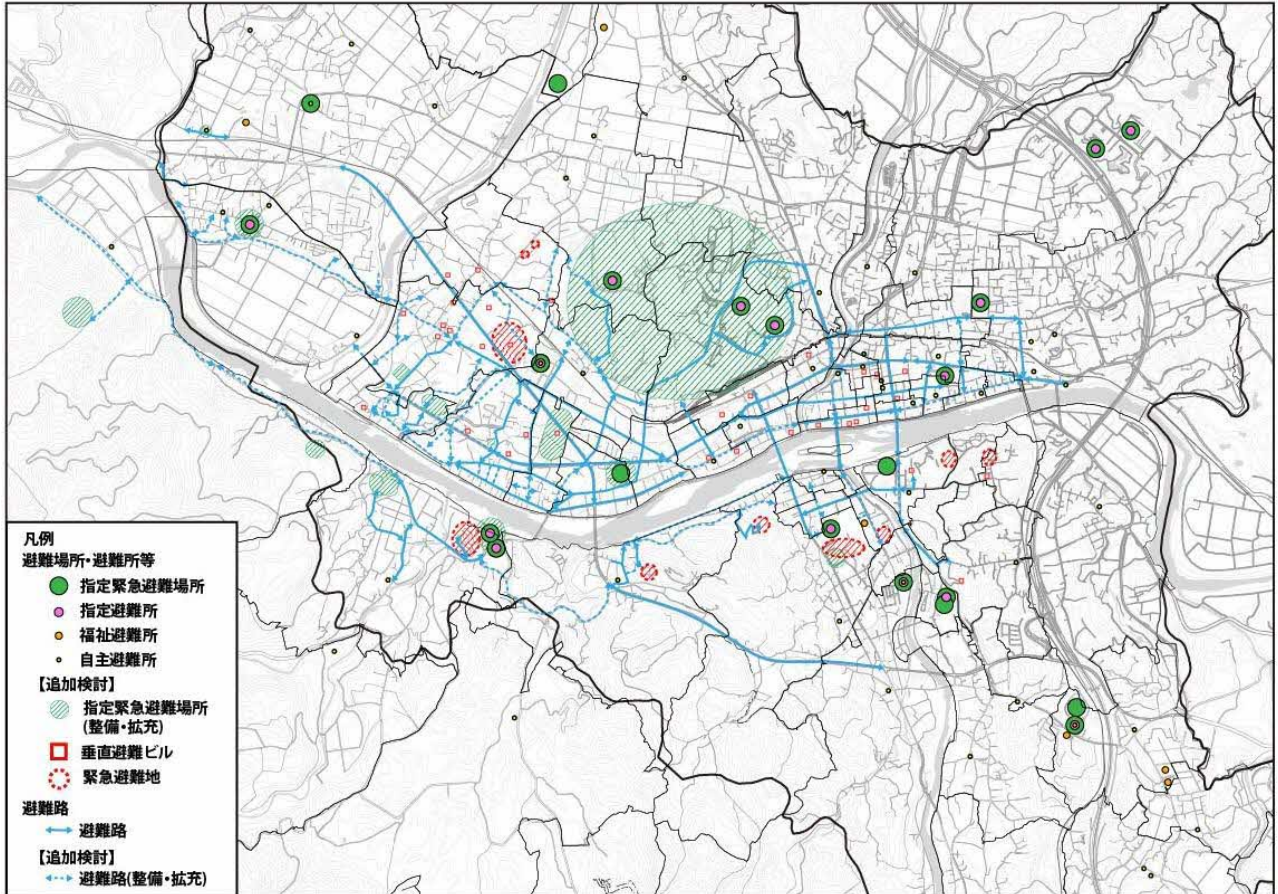 凡例
避難場所・避難所等
指定緊急避難場所
指定避難所
福祉避難所
自主避難所
【追加検討】
指定緊急避難場所
(整備・拡充)
垂直避難ビル
緊急避難地
避難路
避難路
【追加検討】
避難路(整備・拡充)